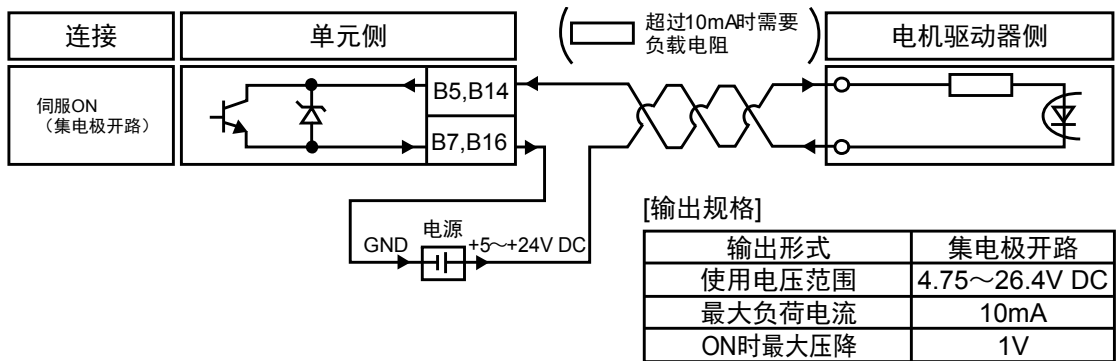 连接
单元侧
超过10mA时需要
负载电阻
电机驱动器侧
伺服ON
(集电极开路)
B5,B14
B7,B16
GND
电源
+5～+24V DC
[输出规格]
输出形式 集电极开路
使用电压范围 4.75～26.4V DC
最大负荷电流 10mA
ON时最大压降 1V